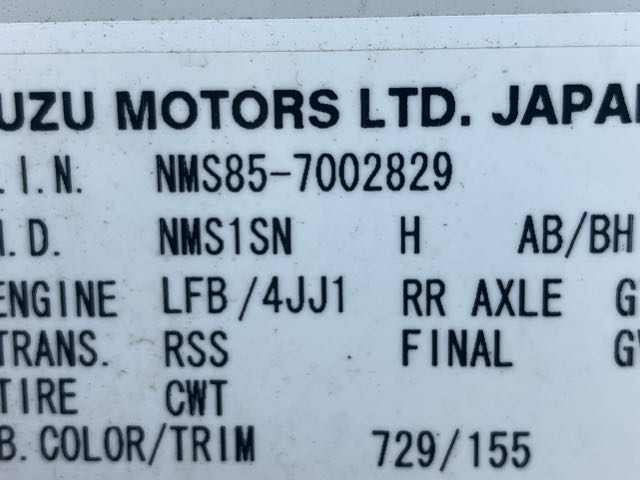 UZU MOTORS LTD. JAPAN
.I.N. NMS85-7002829
.D. NMS1SN H AB/BH
ENGINE LFB/4JJ1 RR AXLE G
TRANS. RSS FINAL G
TIRE CWT
B.COLOR/TRIM 729/155